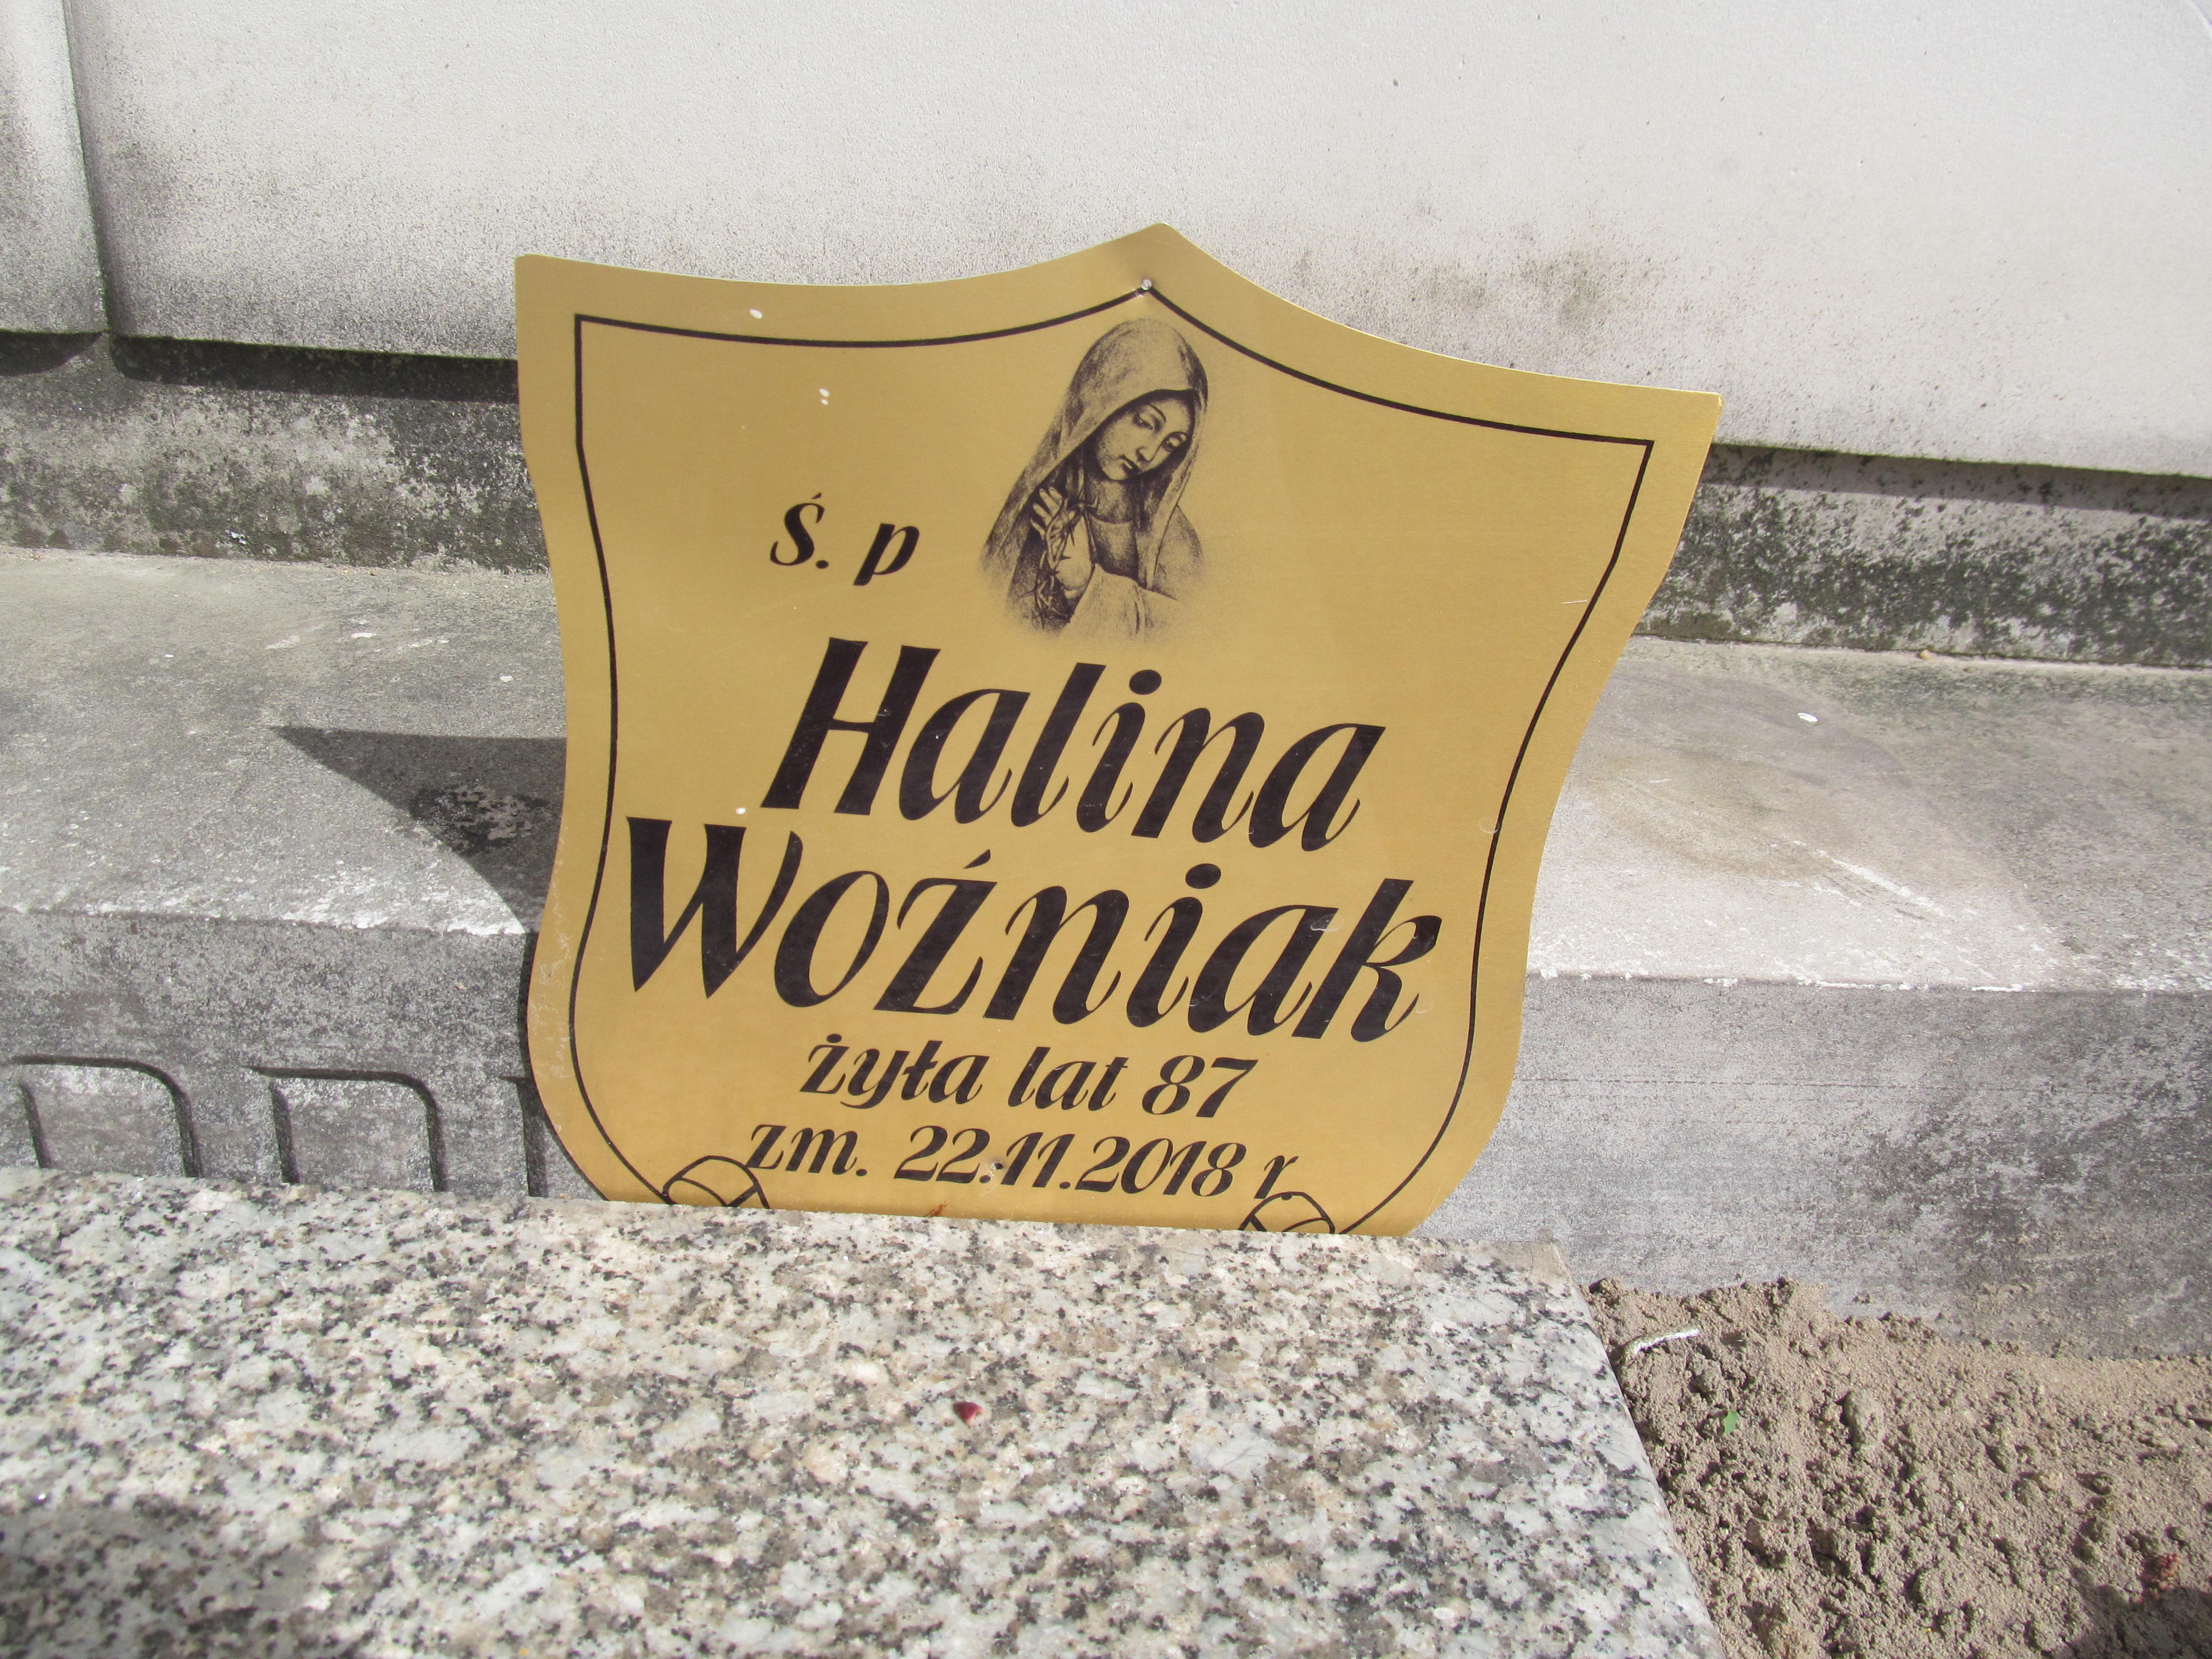 Ś. p
Halina
Woźniak
żyła lat 87
zm. 22.11.2018 r.